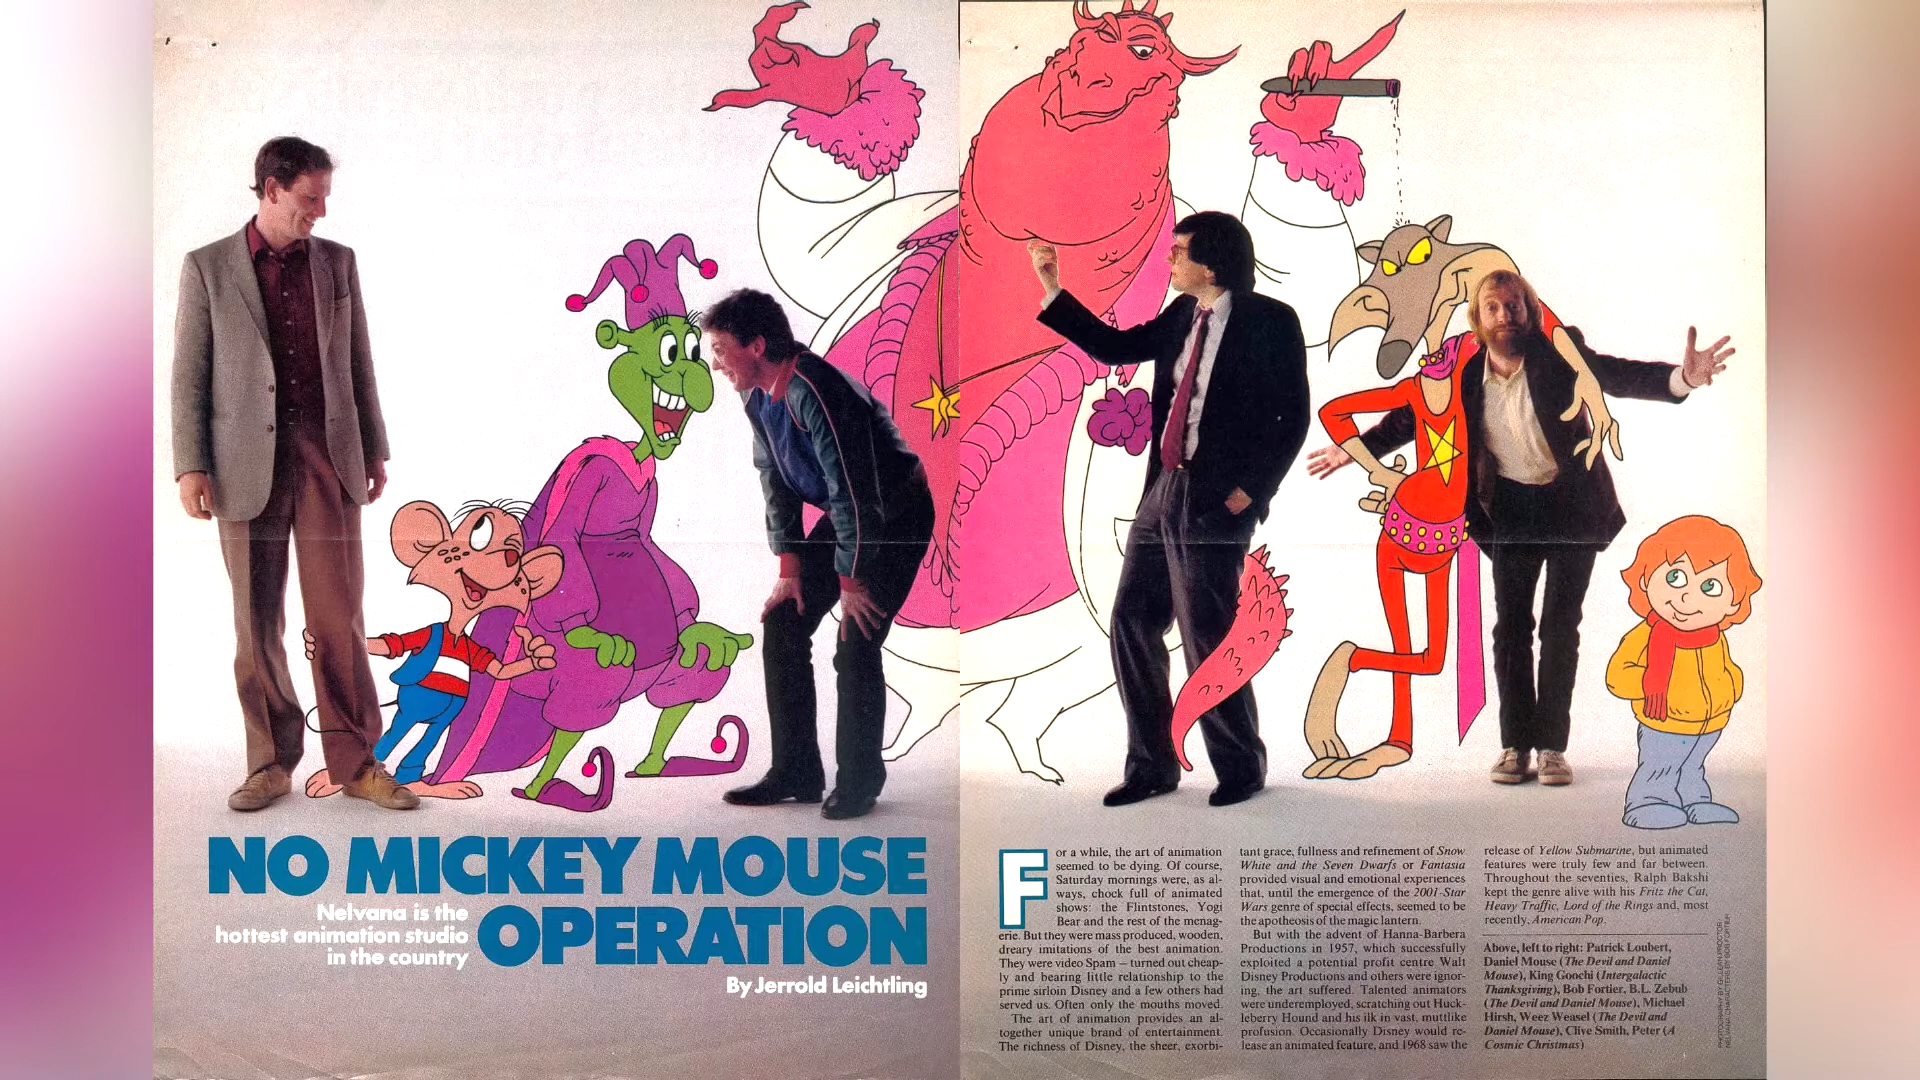 NO MICKEY MOUSE
OPERATION
Nelvana is the
hottest animation studio
in the country
By Jerrold Leichtling
For a while, the art of animation
seemed to be dying. Of course,
Saturday mornings were, as al-
ways, chock full of animated
shows: the Flintstones, Yogi
Bear and the rest of the menag-
erie. But they were mass produced, wooden,
dreary imitations of the best animation.
They were video Spam — turned out cheap-
ly and bearing little relationship to the
prime sirloin Disney and a few others had
served us. Often only the mouths moved.
The art of animation provides an al-
together unique brand of entertainment.
The richness of Disney, the sheer, exorbi-
tant grace, fullness and refinement of Snow
White and the Seven Dwarfs or Fantasia
provided visual and emotional experiences
that, until the emergence of the 2001-Star
Wars genre of special effects, seemed to be
the apotheosis of the magic lantern.
But with the advent of Hanna-Barbera
Productions in 1957, which successfully
exploited a potential profit centre Walt
Disney Productions and others were ignor-
ing, the art suffered. Talented animators
were underemployed, scratching out Huck-
leberry Hound and his ilk in vast, muttlike
profusion. Occasionally Disney would re-
lease an animated feature, and 1968 saw the
release of Yellow Submarine, but animated
features were truly few and far between.
Throughout the seventies, Ralph Bakshi
kept the genre alive with his Fritz the Cat,
Heavy Traffic, Lord of the Rings and, most
recently, American Pop.
Above, left to right: Patrick Loubert,
Daniel Mouse (The Devil and Daniel
Mouse), King Goochi (Intergalactic
Thanksgiving), Bob Fortier, B.L. Zebub
(The Devil and Daniel Mouse), Michael
Hirsh, Weez Weasel (The Devil and
Daniel Mouse), Clive Smith, Peter (A
Cosmic Christmas)
NELVANA CHARACTERS BY BOB FORTIER